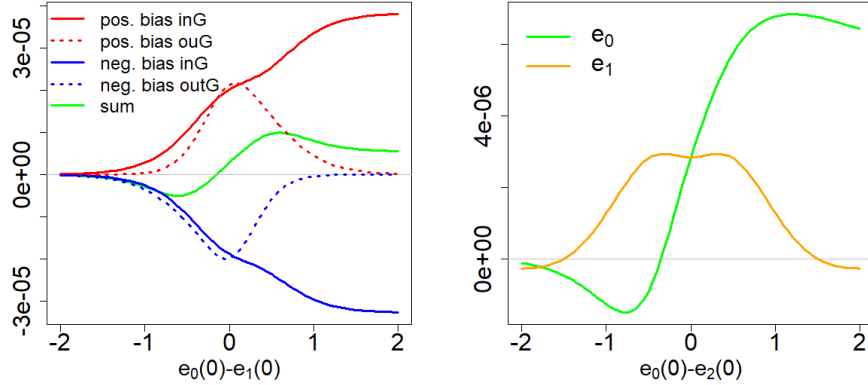 pos. bias inG
pos. bias ouG
neg. bias inG
neg. bias outG
sum
3e-05
0e+00
-3e-05
-2 -1 0 1 2
e₀(0)-e₁(0)
e₀
e₁
4e-06
0e+00
-2 -1 0 1 2
e₀(0)-e₂(0)